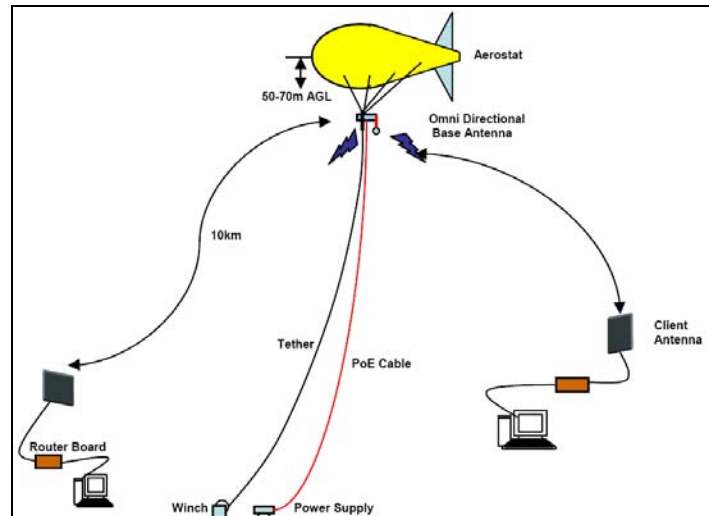 Aerostat
50-70m AGL
Omni Directional
Base Antenna
10km
Client
Antenna
Tether
PoE Cable
Router Board
Winch
Power Supply